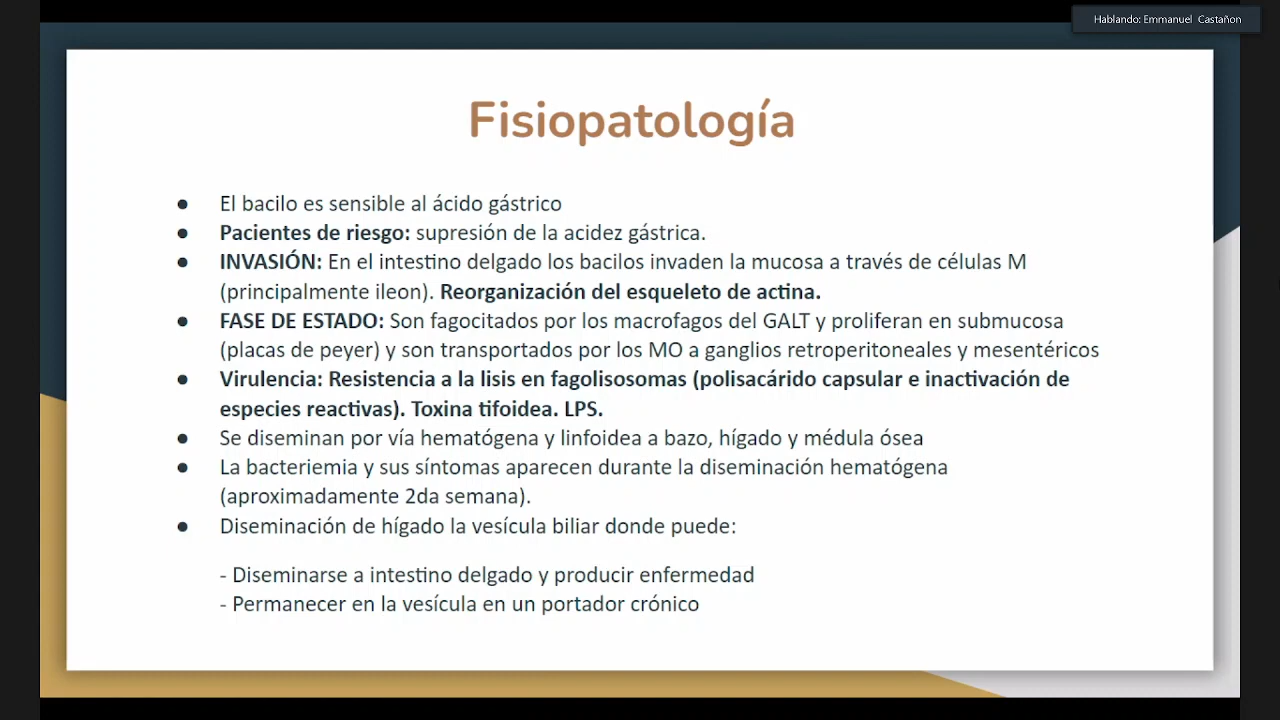 Hablando: Emmanuel Castañon
Fisiopatología
● El bacilo es sensible al ácido gástrico
● Pacientes de riesgo: supresión de la acidez gástrica.
● INVASIÓN: En el intestino delgado los bacilos invaden la mucosa a través de células M
(principalmente ileon). Reorganización del esqueleto de actina.
● FASE DE ESTADO: Son fagocitados por los macrofagos del GALT y proliferan en submucosa
(placas de peyer) y son transportados por los MO a ganglios retroperitoneales y mesentéricos
● Virulencia: Resistencia a la lisis en fagolisosomas (polisacárido capsular e inactivación de
especies reactivas). Toxina tifoidea. LPS.
● Se diseminan por vía hematógena y linfoidea a bazo, hígado y médula ósea
● La bacteriemia y sus síntomas aparecen durante la diseminación hematógena
(aproximadamente 2da semana).
● Diseminación de hígado la vesícula biliar donde puede:
- Diseminarse a intestino delgado y producir enfermedad
- Permanecer en la vesícula en un portador crónico